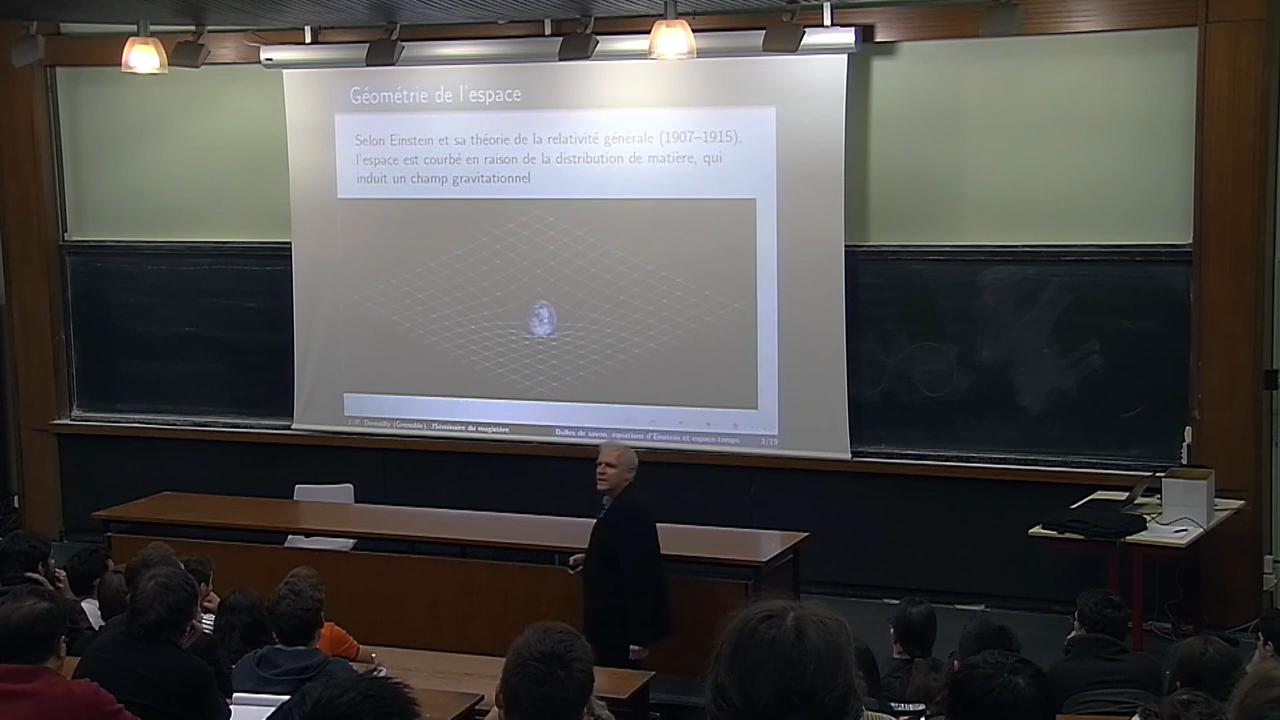 Géométrie de l'espace
Selon Einstein et sa théorie de la relativité générale (1907–1915),
l'espace est courbé en raison de la distribution de matière, qui
induit un champ gravitationnel
J.-P. Demailly (Grenoble), JSéminaire du magistère
Bulles de savon, équations d'Einstein et espace-temps
3/19